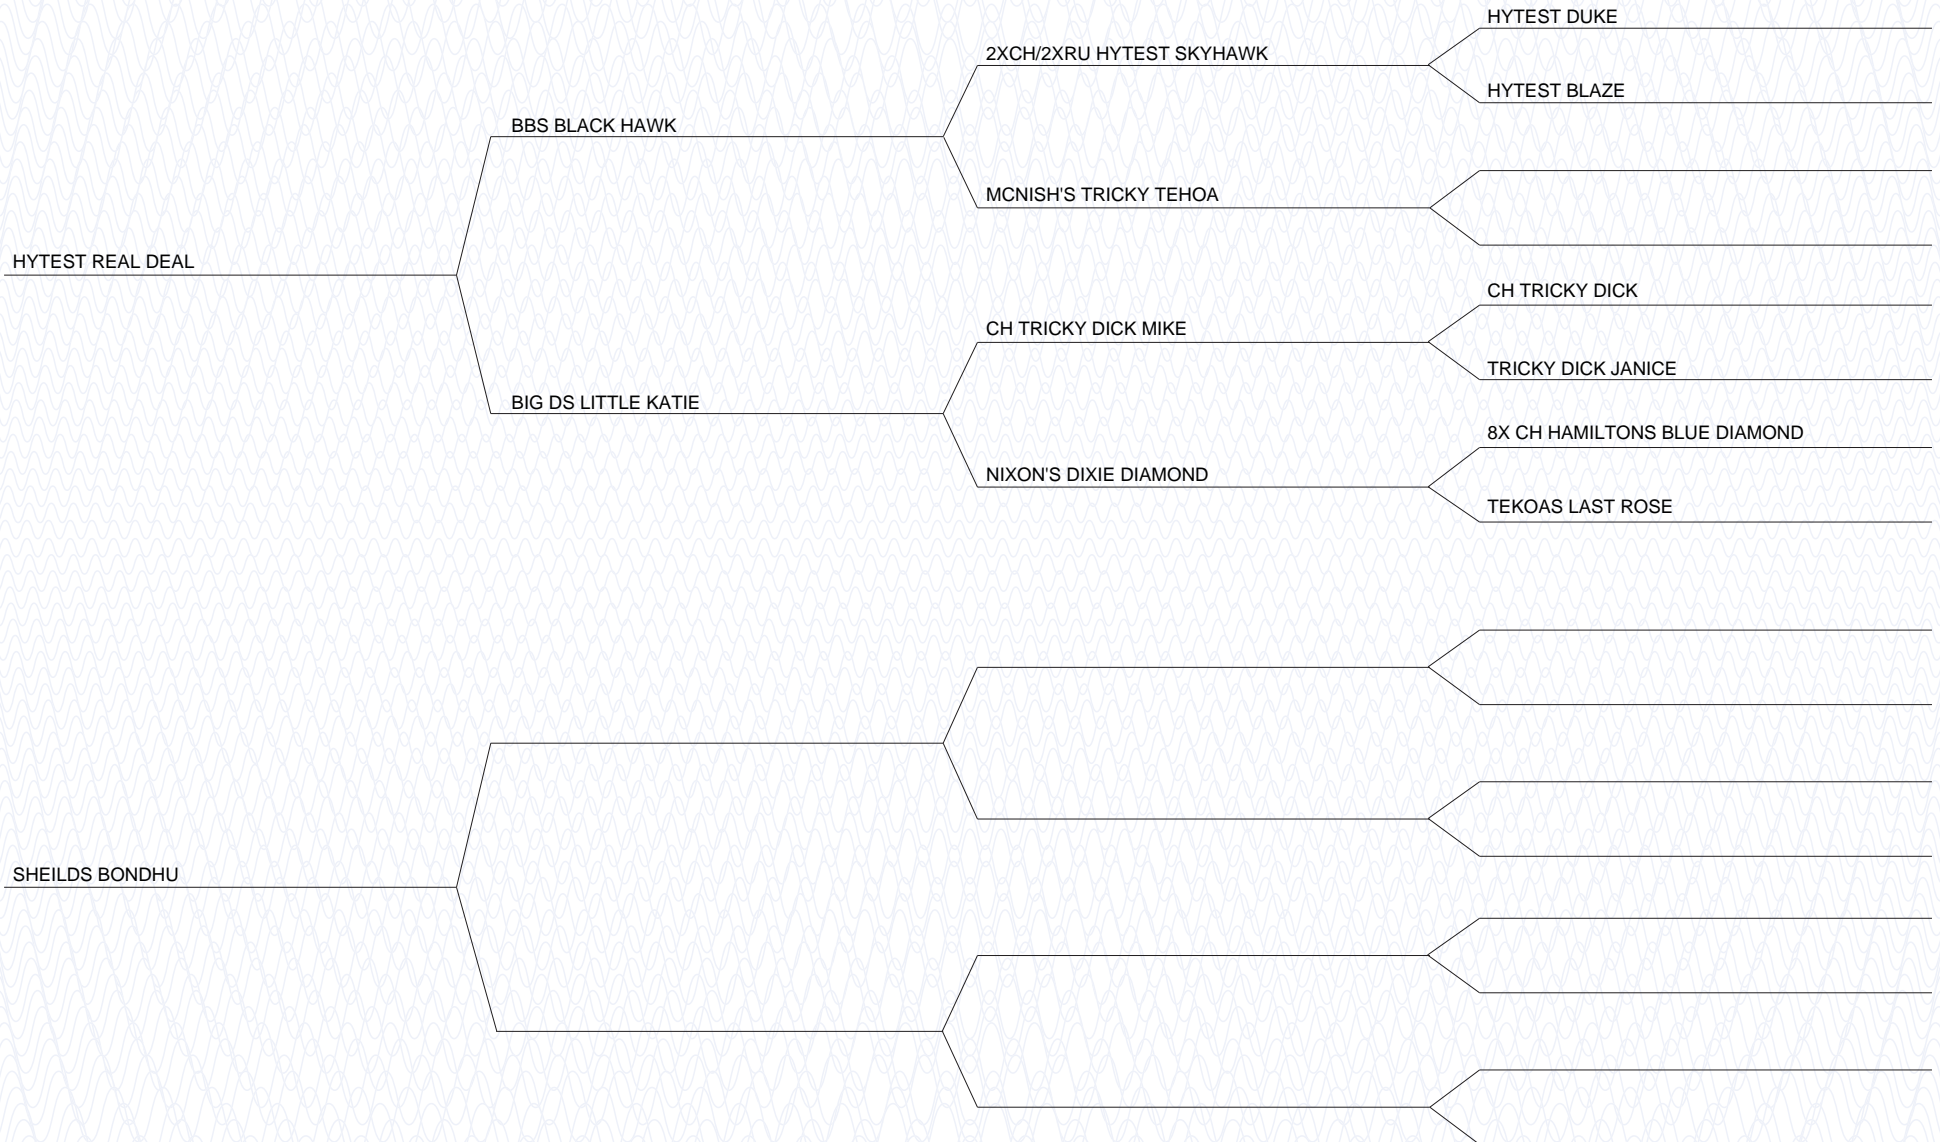 HYTEST DUKE
2XCH/2XRU HYTEST SKYHAWK
HYTEST BLAZE
BBS BLACK HAWK
MCNISH'S TRICKY TEHOA
HYTEST REAL DEAL
CH TRICKY DICK
CH TRICKY DICK MIKE
TRICKY DICK JANICE
BIG DS LITTLE KATIE
8X CH HAMILTONS BLUE DIAMOND
NIXON'S DIXIE DIAMOND
TEKOAS LAST ROSE
SHEILDS BONDHU